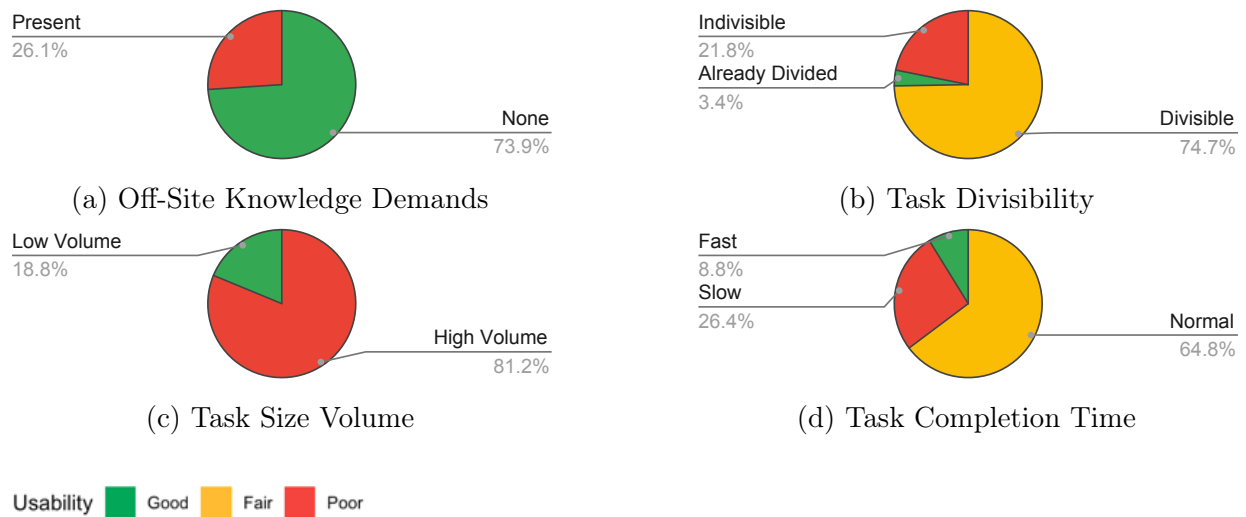 Present
26.1%
None
73.9%
(a) Off-Site Knowledge Demands
Indivisible
21.8%
Already Divided
3.4%
Divisible
74.7%
(b) Task Divisibility
Low Volume
18.8%
High Volume
81.2%
(c) Task Size Volume
Fast
8.8%
Slow
26.4%
Normal
64.8%
(d) Task Completion Time
Usability Good Fair Poor